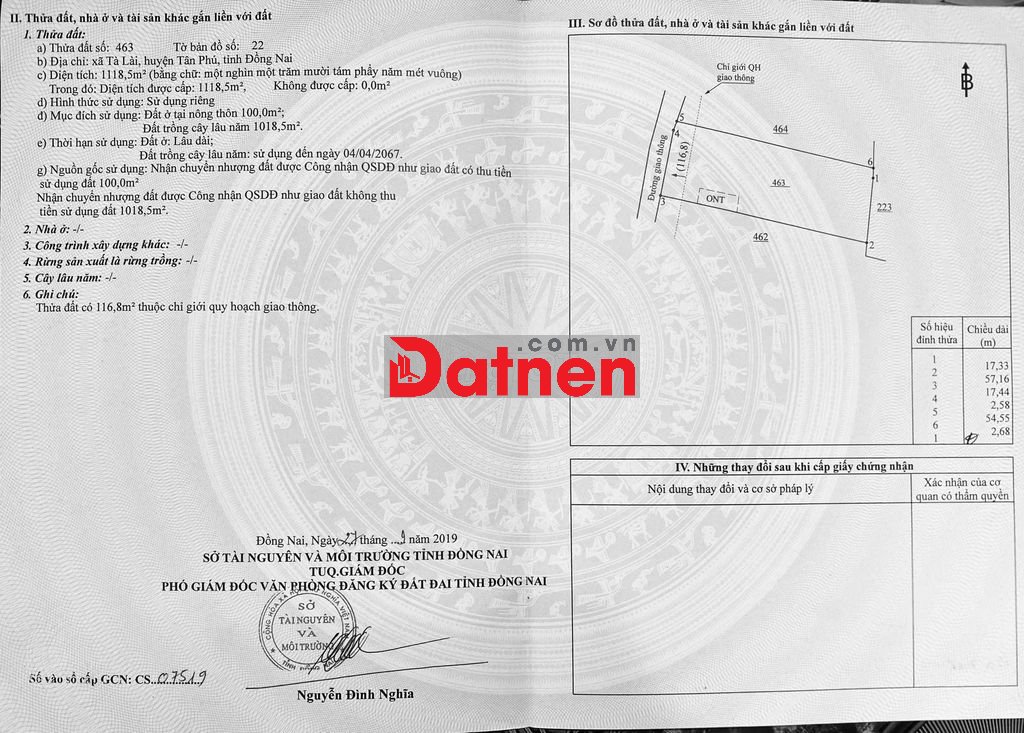 II. Thửa đất, nhà ở và tài sản khác gắn liền với đất
1. Thửa đất:
a) Thửa đất số: 463 Tờ bản đồ số: 22
b) Địa chỉ: xã Tà Lài, huyện Tân Phú, tỉnh Đồng Nai
c) Diện tích: 1118,5m² (bằng chữ: một nghìn một trăm mười tám phẩy năm mét vuông)
Trong đó: Diện tích được cấp: 1118,5m², Không được cấp: 0,0m²
d) Hình thức sử dụng: Sử dụng riêng
đ) Mục đích sử dụng: Đất ở tại nông thôn 100,0m²;
Đất trồng cây lâu năm 1018,5m².
e) Thời hạn sử dụng: Đất ở: Lâu dài;
Đất trồng cây lâu năm: sử dụng đến ngày 04/04/2067.
g) Nguồn gốc sử dụng: Nhận chuyển nhượng đất được Công nhận QSDĐ như giao đất có thu tiền
sử dụng đất 100,0m²
Nhận chuyển nhượng đất được Công nhận QSDĐ như giao đất không thu
tiền sử dụng đất 1018,5m².
2. Nhà ở: -/-
3. Công trình xây dựng khác: -/-
4. Rừng sản xuất là rừng trồng: -/-
5. Cây lâu năm: -/-
6. Ghi chú:
Thửa đất có 116,8m² thuộc chỉ giới quy hoạch giao thông.
Đồng Nai, Ngày 27 tháng ..9 năm 2019
SỞ TÀI NGUYÊN VÀ MÔI TRƯỜNG TỈNH ĐỒNG NAI
TUQ.GIÁM ĐỐC
PHÓ GIÁM ĐỐC VĂN PHÒNG ĐĂNG KÝ ĐẤT ĐAI TỈNH ĐỒNG NAI
SỞ
TÀI NGUYÊN
VÀ
MÔI TRƯỜNG
Nguyễn Đình Nghĩa
Số vào sổ cấp GCN: CS..07519
III. Sơ đồ thửa đất, nhà ở và tài sản khác gắn liền với đất
Chỉ giới QH
giao thông
B
5
4
464
6
1
Đường giao thông
(116,8)
463
ONT
3
223
462
2
Số hiệu đỉnh thửa Chiều dài (m)
1
17,33
2
57,16
3
17,44
4
2,58
5
54,55
6
2,68
1
IV. Những thay đổi sau khi cấp giấy chứng nhận
Nội dung thay đổi và cơ sở pháp lý
Xác nhận của cơ
quan có thẩm quyền
Datnen
.com.vn